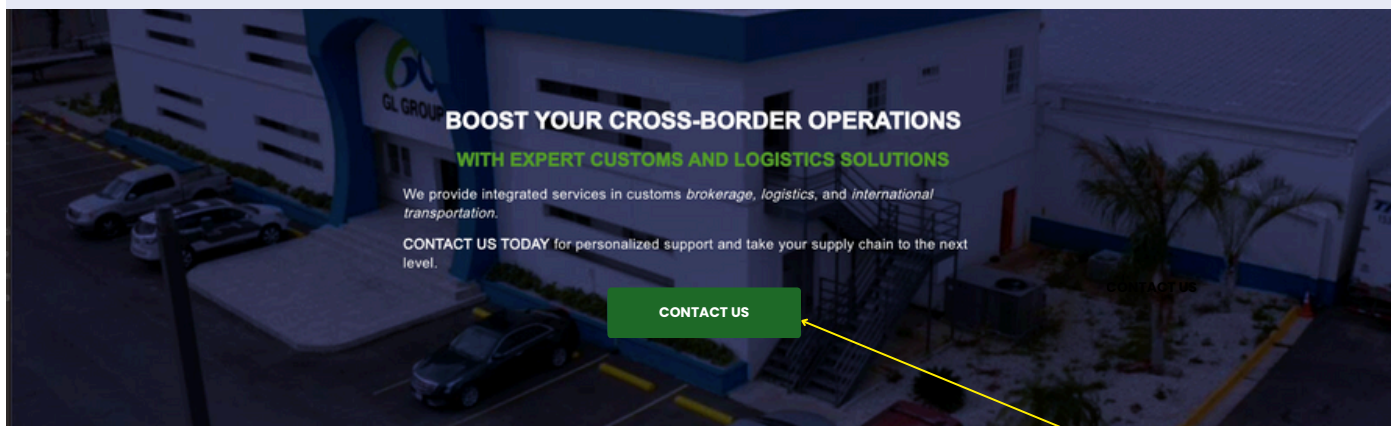 GL GROUP
BOOST YOUR CROSS-BORDER OPERATIONS
WITH EXPERT CUSTOMS AND LOGISTICS SOLUTIONS
We provide integrated services in customs brokerage, logistics, and international
transportation.
CONTACT US TODAY for personalized support and take your supply chain to the next
level.
CONTACT US
CONTACT US